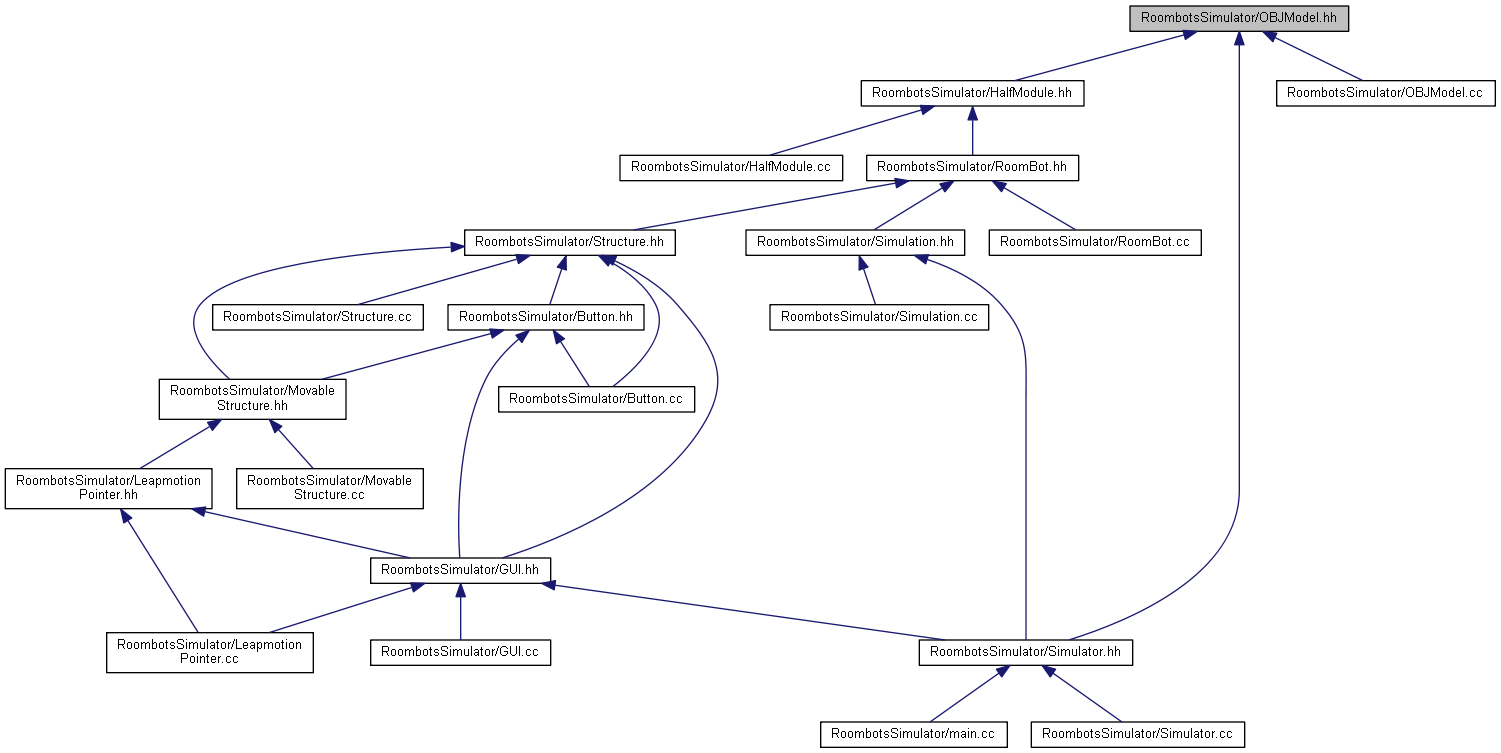 RoombotsSimulator/OBJModel.hh
RoombotsSimulator/HalfModule.hh
RoombotsSimulator/OBJModel.cc
RoombotsSimulator/HalfModule.cc
RoombotsSimulator/RoomBot.hh
RoombotsSimulator/Structure.hh
RoombotsSimulator/Simulation.hh
RoombotsSimulator/RoomBot.cc
RoombotsSimulator/Structure.cc
RoombotsSimulator/Button.hh
RoombotsSimulator/Simulation.cc
RoombotsSimulator/Movable
Structure.hh
RoombotsSimulator/Button.cc
RoombotsSimulator/Leapmotion
Pointer.hh
RoombotsSimulator/Movable
Structure.cc
RoombotsSimulator/GUI.hh
RoombotsSimulator/Leapmotion
Pointer.cc
RoombotsSimulator/GUI.cc
RoombotsSimulator/Simulator.hh
RoombotsSimulator/main.cc
RoombotsSimulator/Simulator.cc